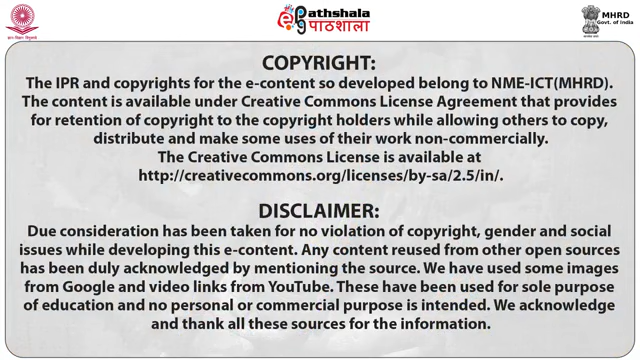 Pathshala
पाठशाला
MHRD
Govt. of India
COPYRIGHT:
The IPR and copyrights for the e-content so developed belong to NME-ICT(MHRD).
The content is available under Creative Commons License Agreement that provides
for retention of copyright to the copyright holders while allowing others to copy,
distribute and make some uses of their work non-commercially.
The Creative Commons License is available at
http://creativecommons.org/licenses/by-sa/2.5/in/.
DISCLAIMER:
Due consideration has been taken for no violation of copyright, gender and social
issues while developing this e-content. Any content reused from other open sources
has been duly acknowledged by mentioning the source. We have used some images
from Google and video links from YouTube. These have been used for sole purpose
of education and no personal or commercial purpose is intended. We acknowledge
and thank all these sources for the information.